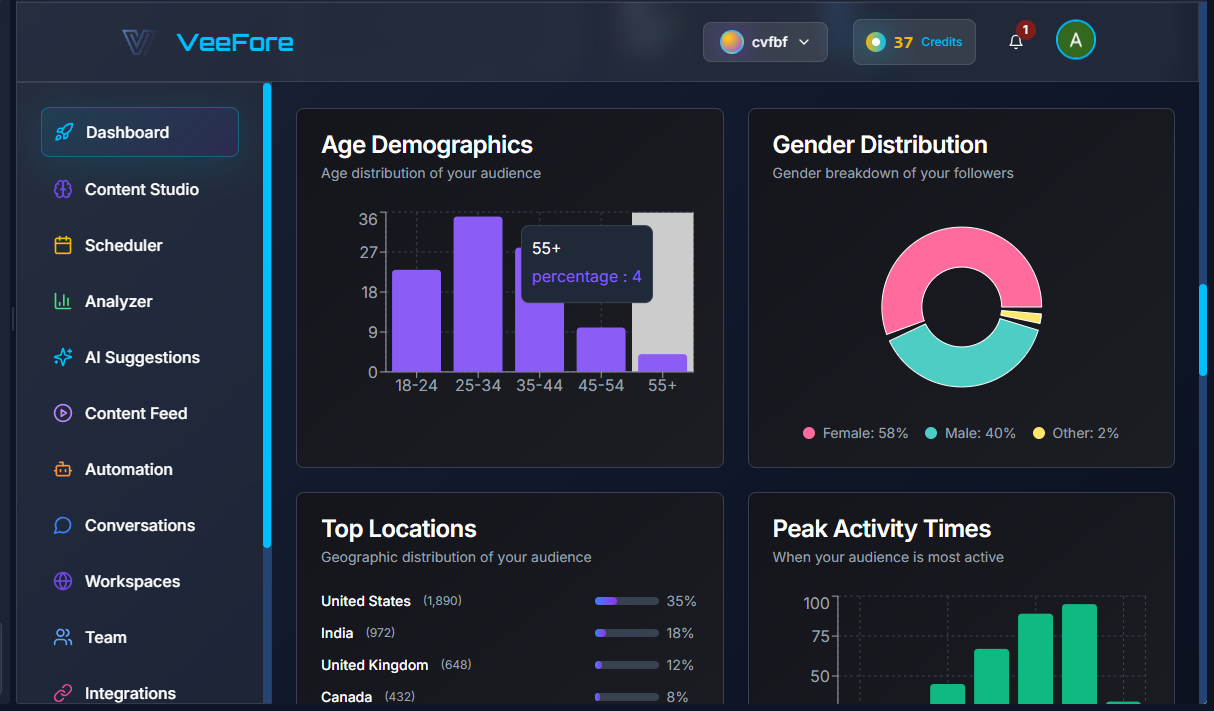 VeeFore
cvfbf
37 Credits
1
A
Dashboard
Content Studio
Scheduler
Analyzer
AI Suggestions
Content Feed
Automation
Conversations
Workspaces
Team
Integrations
Age Demographics
Age distribution of your audience
36
27
18
9
0
55+
percentage : 4
18-24 25-34 35-44 45-54 55+
Gender Distribution
Gender breakdown of your followers
Female: 58% Male: 40% Other: 2%
Top Locations
Geographic distribution of your audience
United States (1,890) 35%
India (972) 18%
United Kingdom (648) 12%
Canada (432) 8%
Peak Activity Times
When your audience is most active
100
75
50